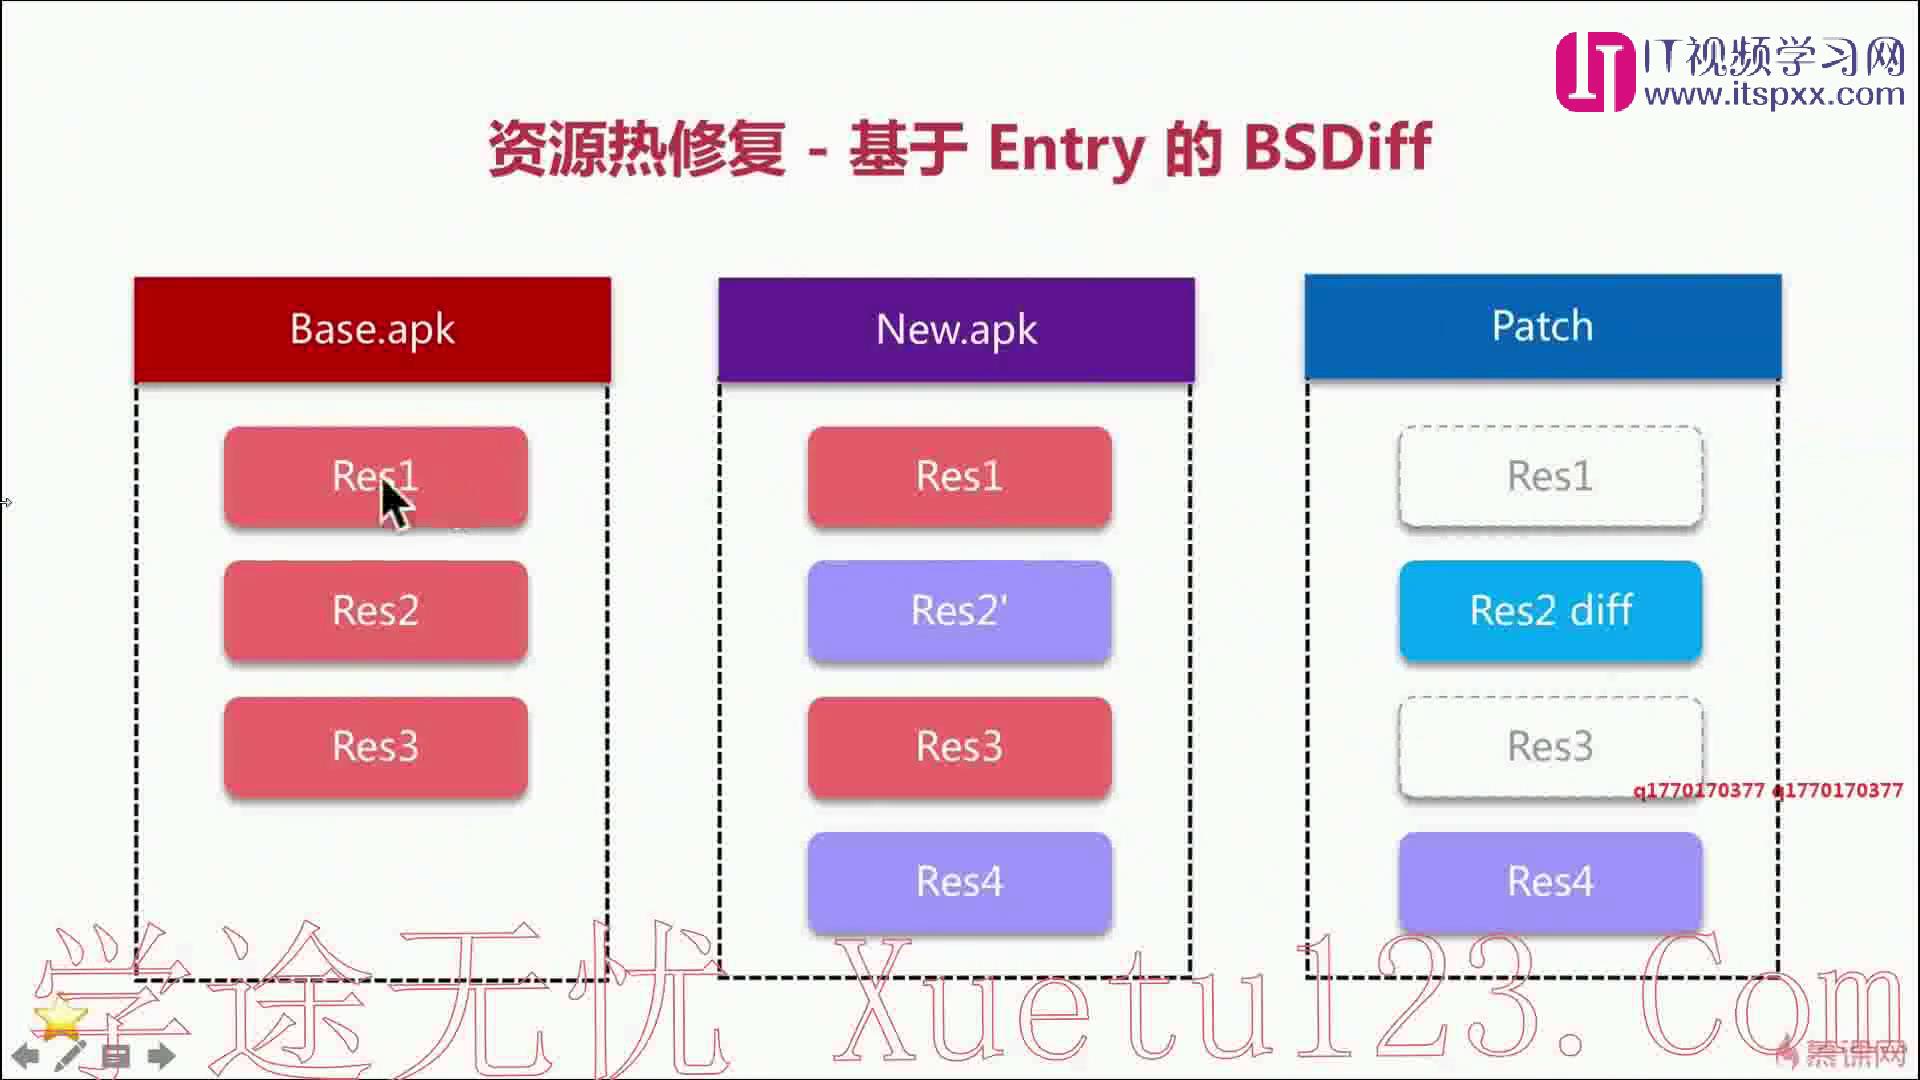 IT视频学习网
www.itspxx.com
资源热修复 - 基于 Entry 的 BSDiff
Base.apk
New.apk
Patch
Res1
Res1
Res1
Res2
Res2'
Res2 diff
Res3
Res3
Res3
q1770170377 q1770170377
Res4
Res4
学途无忧 Xuetu123.Com
慕课网